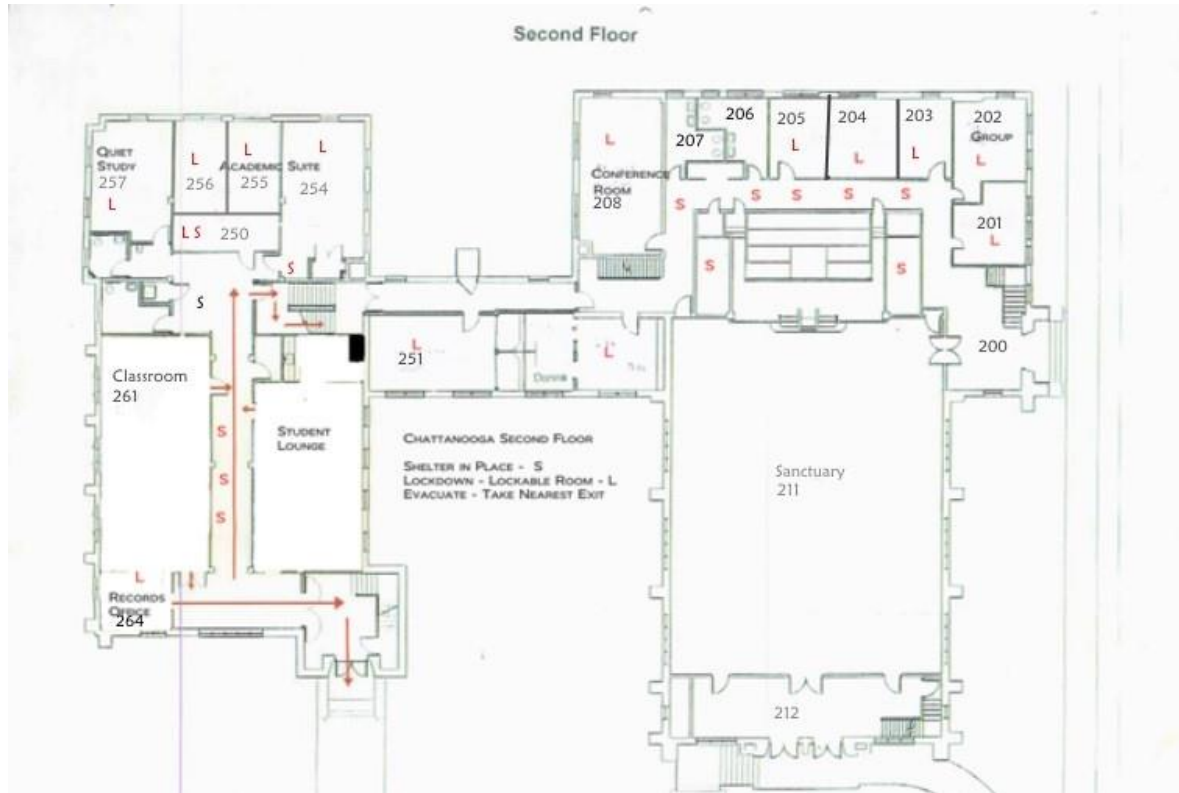 Second Floor
QUIET
STUDY
257
L
L
256
L
255
ACADEMIC SUITE
L
254
L S
250
S
S
L
CONFERENCE
ROOM
208
207
206
205
L
204
L
203
L
202
GROUP
L
201
L
S
S
S
S
S
S
S
200
Classroom
261
S
S
S
STUDENT
LOUNGE
L
251
L
L
RECORDS
OFFICE
264
CHATTANOOGA SECOND FLOOR
SHELTER IN PLACE - S
LOCKDOWN - LOCKABLE ROOM - L
EVACUATE - TAKE NEAREST EXIT
Sanctuary
211
212